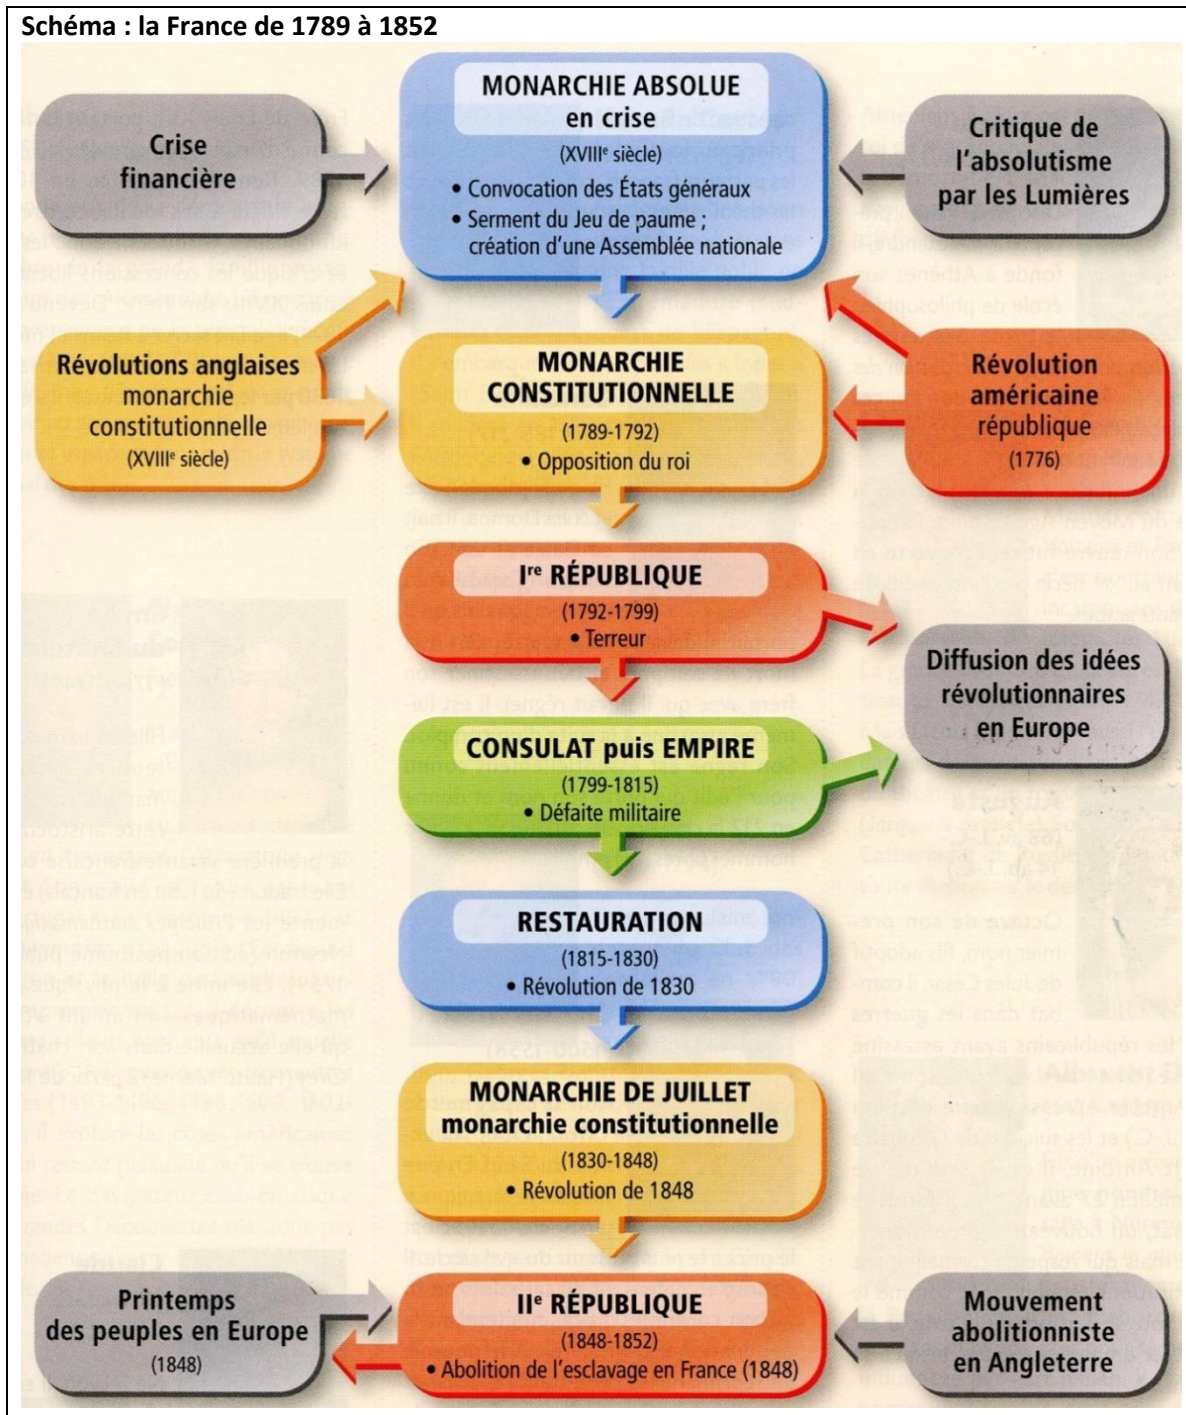 Schéma : la France de 1789 à 1852
MONARCHIE ABSOLUE
en crise
(XVIIIe siècle)
• Convocation des États généraux
• Serment du Jeu de paume ;
création d'une Assemblée nationale
Crise
financière
Critique de
l'absolutisme
par les Lumières
Révolutions anglaises
monarchie
constitutionnelle
(XVIIIe siècle)
MONARCHIE
CONSTITUTIONNELLE
(1789-1792)
• Opposition du roi
Révolution
américaine
république
(1776)
Ire RÉPUBLIQUE
(1792-1799)
• Terreur
Diffusion des idées
révolutionnaires
en Europe
CONSULAT puis EMPIRE
(1799-1815)
• Défaite militaire
RESTAURATION
(1815-1830)
• Révolution de 1830
MONARCHIE DE JUILLET
monarchie constitutionnelle
(1830-1848)
• Révolution de 1848
Printemps
des peuples en Europe
(1848)
IIe RÉPUBLIQUE
(1848-1852)
• Abolition de l'esclavage en France (1848)
Mouvement
abolitionniste
en Angleterre